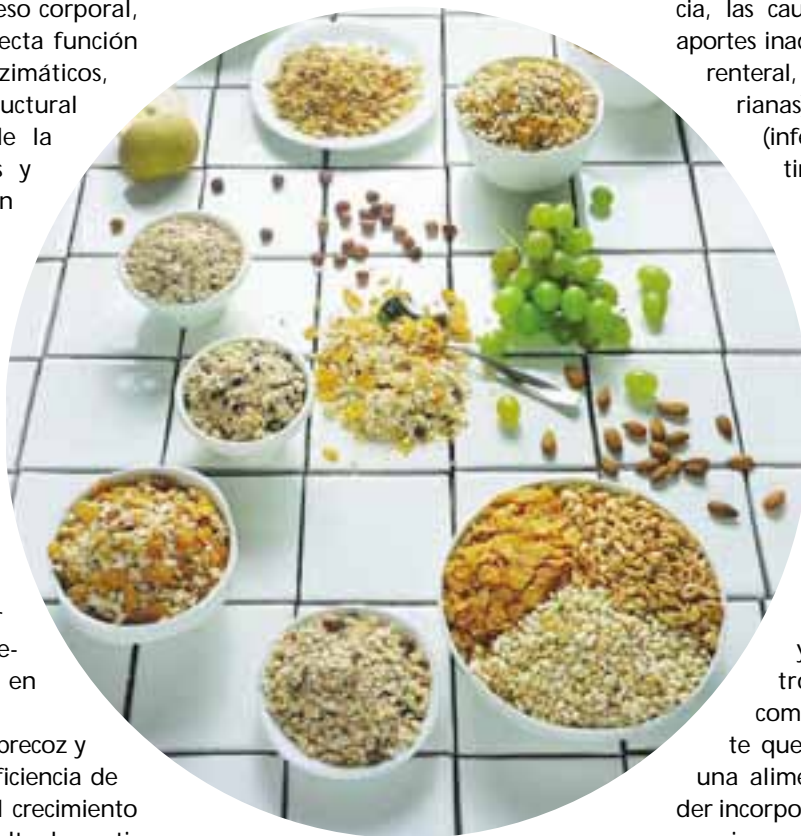 eso corporal,
ecta función
zimáticos,
uctural
de la
s y
n
-
e-
en
precoz y
ficiencia de
l crecimiento
cia, las cau
aportes inad
renteral,
rianas
(info
tin
y
tro
com
te que
una alime
der incorpo